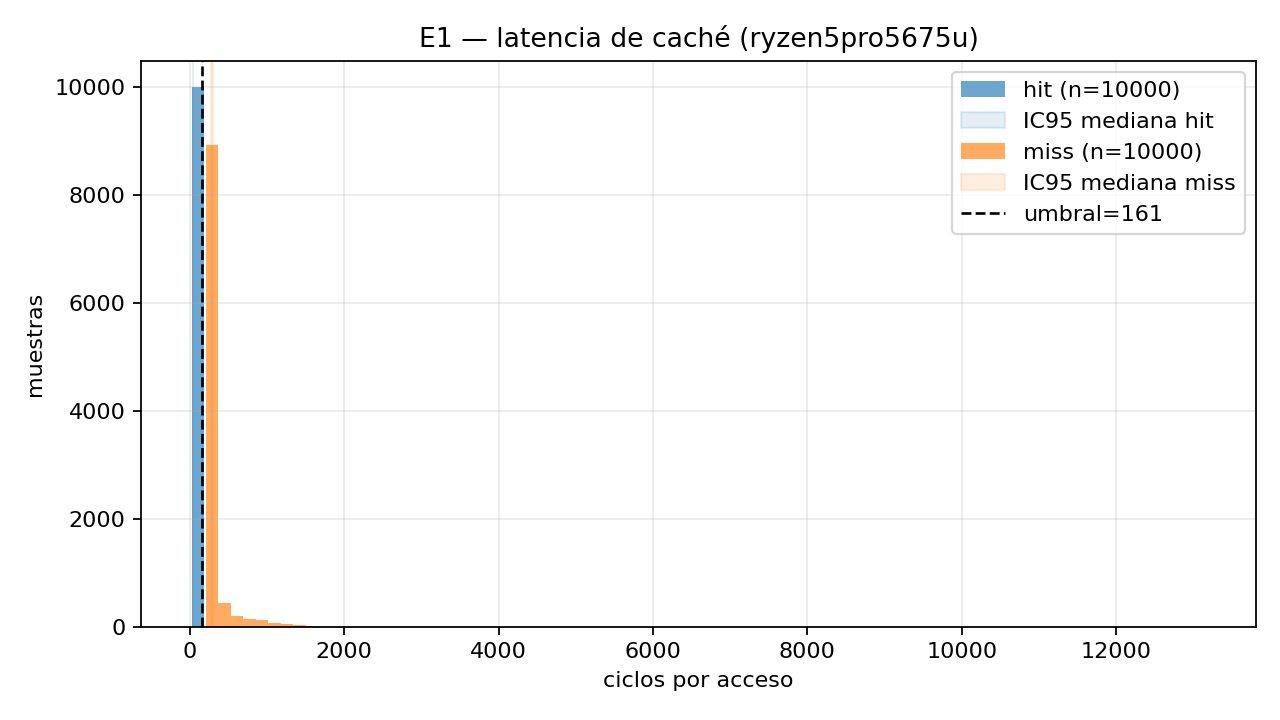 E1 — latencia de caché (ryzen5pro5675u)
hit (n=10000)
IC95 mediana hit
miss (n=10000)
IC95 mediana miss
umbral=161
muestras
10000
8000
6000
4000
2000
0
0 2000 4000 6000 8000 10000 12000
ciclos por acceso